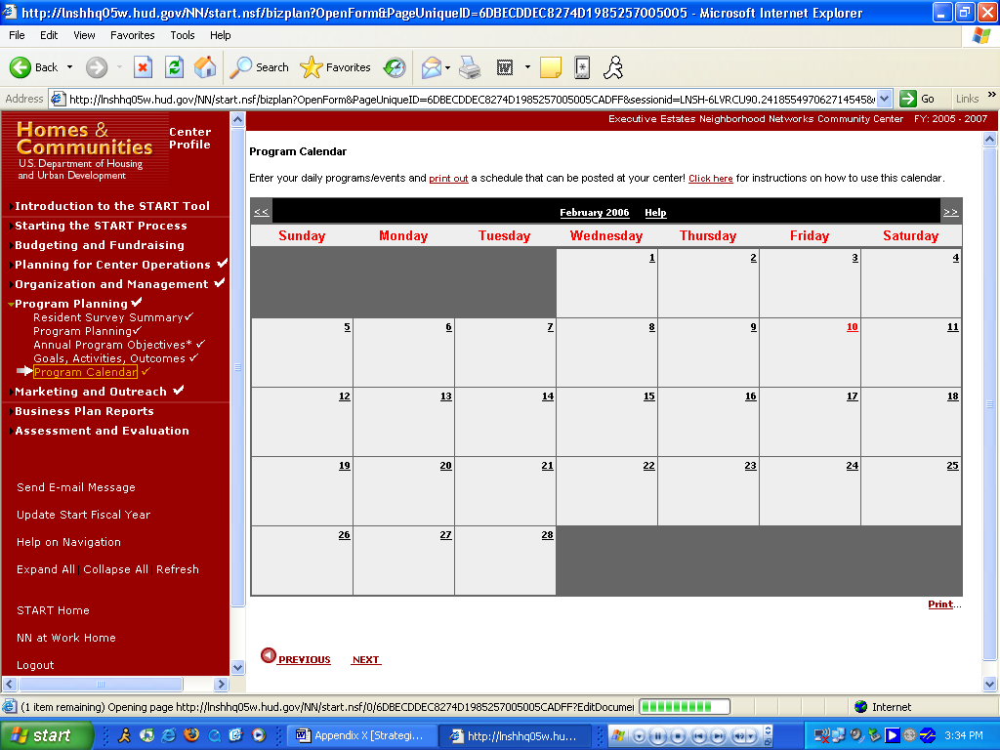 http://lnshhq05w.hud.gov/NN/start.nsf/bizplan?OpenForm&PageUniqueID=6DBECDDEC8274D1985257005005 - Microsoft Internet Explorer
File Edit View Favorites Tools Help
Back Search Favorites
Address http://lnshhq05w.hud.gov/NN/start.nsf/bizplan?OpenForm&PageUniqueID=6DBECDDEC8274D1985257005005CADFF&sessionid=LNSH-6LVRCU90.241855497062714545& Go Links »
Homes &
Communities
U.S. Department of Housing
and Urban Development
Center
Profile
Introduction to the START Tool
Starting the START Process
Budgeting and Fundraising
Planning for Center Operations
Organization and Management
Program Planning
Resident Survey Summary
Program Planning
Annual Program Objectives*
Goals, Activities, Outcomes
Program Calendar
Marketing and Outreach
Business Plan Reports
Assessment and Evaluation
Send E-mail Message
Update Start Fiscal Year
Help on Navigation
Expand All | Collapse All | Refresh
START Home
NN at Work Home
Logout
Executive Estates Neighborhood Networks Community Center FY: 2005 - 2007
Program Calendar
Enter your daily programs/events and print out a schedule that can be posted at your center! Click here for instructions on how to use this calendar.
<< February 2006 Help >>
Sunday Monday Tuesday Wednesday Thursday Friday Saturday
1 2 3 4
5 6 7 8 9 10 11
12 13 14 15 16 17 18
19 20 21 22 23 24 25
26 27 28
Print...
PREVIOUS NEXT
(1 item remaining) Opening page http://lnshhq05w.hud.gov/NN/start.nsf/0/6DBECDDEC8274D1985257005005CADFF?EditDocumen Internet
start Appendix X [Strategi... http://lnshhq05w.hu... 3:34 PM